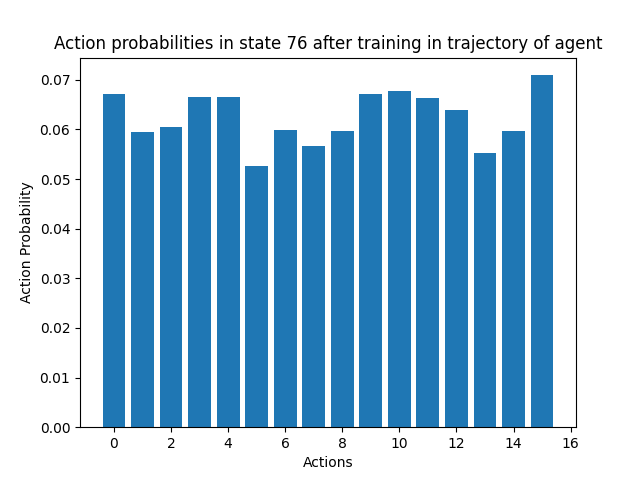 Action probabilities in state 76 after training in trajectory of agent
0.07
0.06
0.05
0.04
0.03
0.02
0.01
0.00
Action Probability
0 2 4 6 8 10 12 14 16
Actions